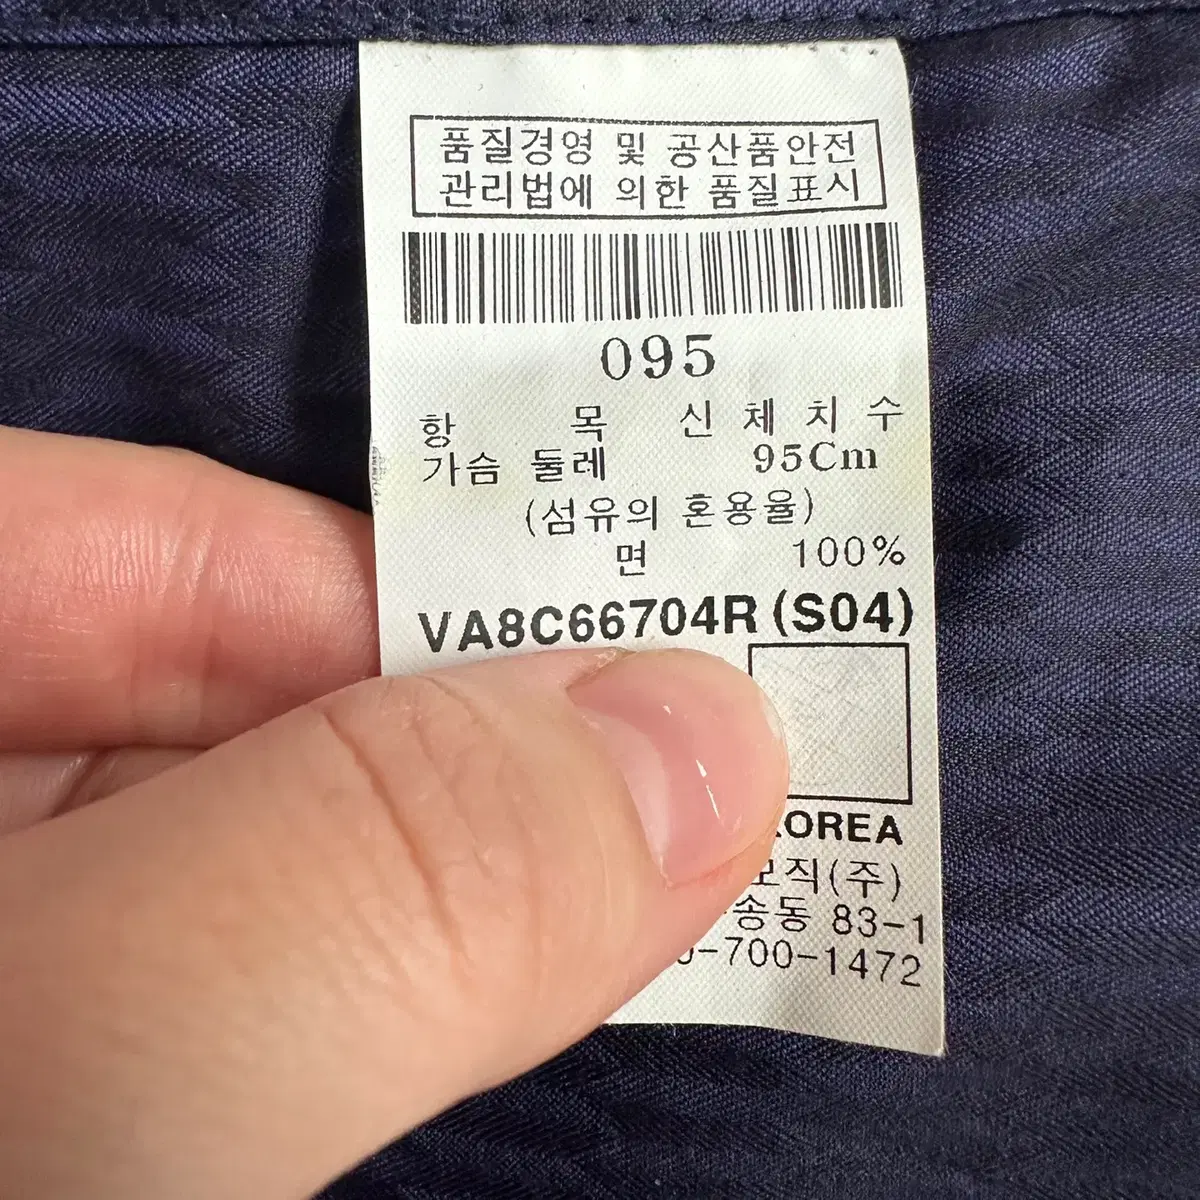 품질경영 및 공산품안전
관리법에 의한 품질표시
095
항 목 신 체 치 수
가슴 둘레 95Cm
(섬유의 혼용율)
면 100%
VA8C66704R (S04)
OREA
모직(주)
송동 83-1
0-700-1472